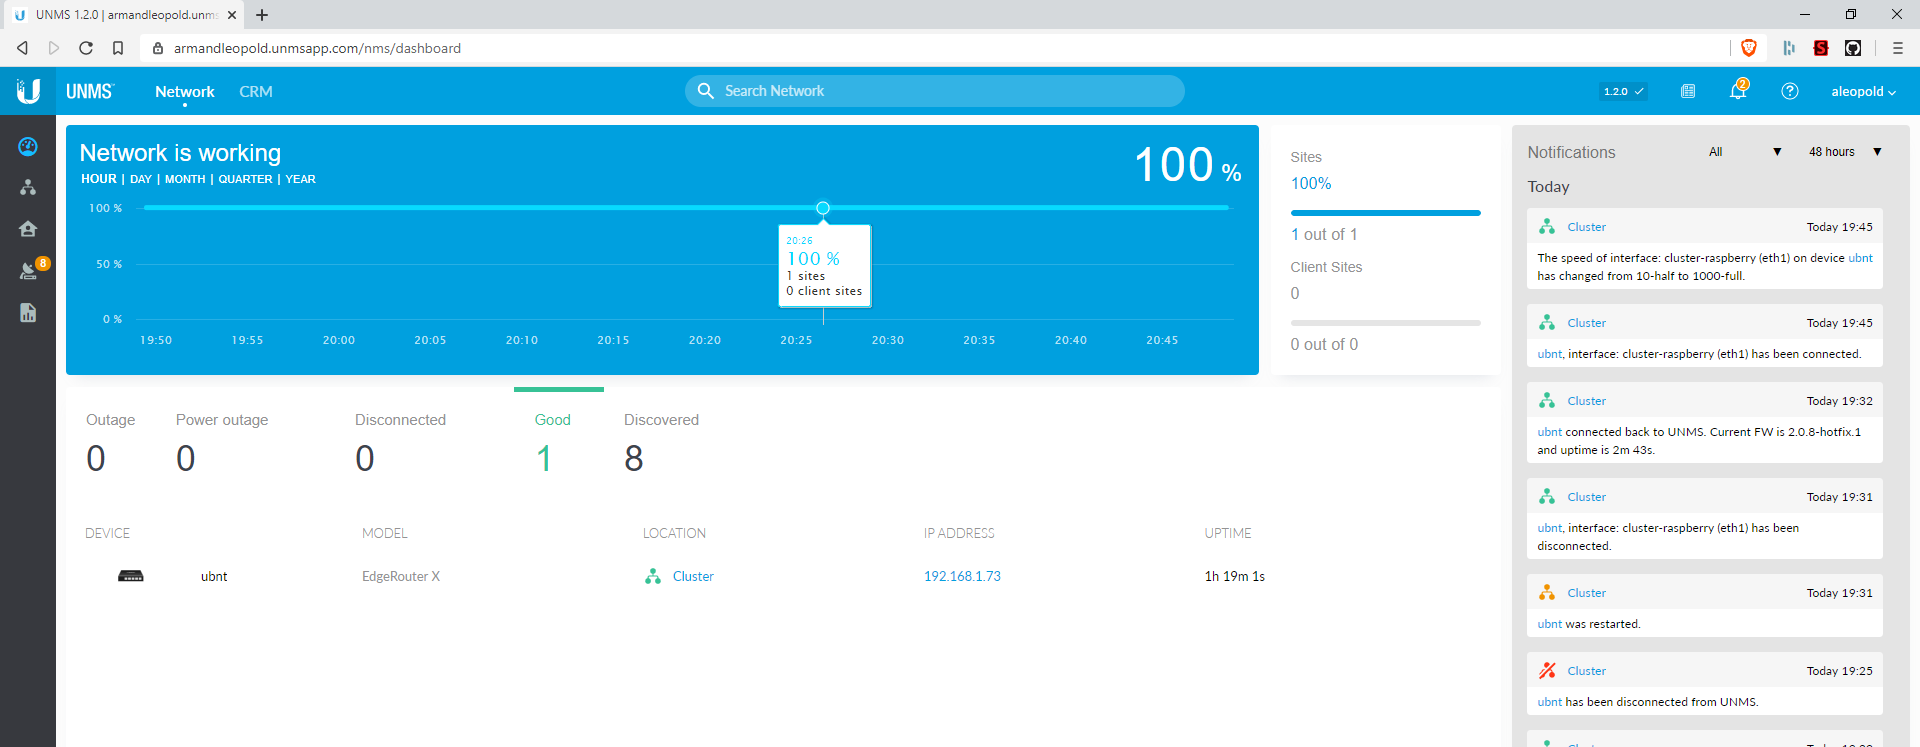 UNMS 1.2.0 | armandleopold.unms
armandleopold.unmsapp.com/nms/dashboard
UNMS
Network
CRM
Search Network
1.2.0
2
aleopold
8
Network is working
HOUR | DAY | MONTH | QUARTER | YEAR
100 %
100 %
50 %
0 %
20:26
100 %
1 sites
0 client sites
19:50 19:55 20:00 20:05 20:10 20:15 20:20 20:25 20:30 20:35 20:40 20:45
Sites
100%
1 out of 1
Client Sites
0
0 out of 0
Outage Power outage Disconnected Good Discovered
0 0 0 1 8
DEVICE MODEL LOCATION IP ADDRESS UPTIME
ubnt EdgeRouter X Cluster 192.168.1.73 1h 19m 1s
Notifications All 48 hours
Today
Cluster Today 19:45
The speed of interface: cluster-raspberry (eth1) on device ubnt
has changed from 10-half to 1000-full.
Cluster Today 19:45
ubnt, interface: cluster-raspberry (eth1) has been connected.
Cluster Today 19:32
ubnt connected back to UNMS. Current FW is 2.0.8-hotfix.1
and uptime is 2m 43s.
Cluster Today 19:31
ubnt, interface: cluster-raspberry (eth1) has been
disconnected.
Cluster Today 19:31
ubnt was restarted.
Cluster Today 19:25
ubnt has been disconnected from UNMS.